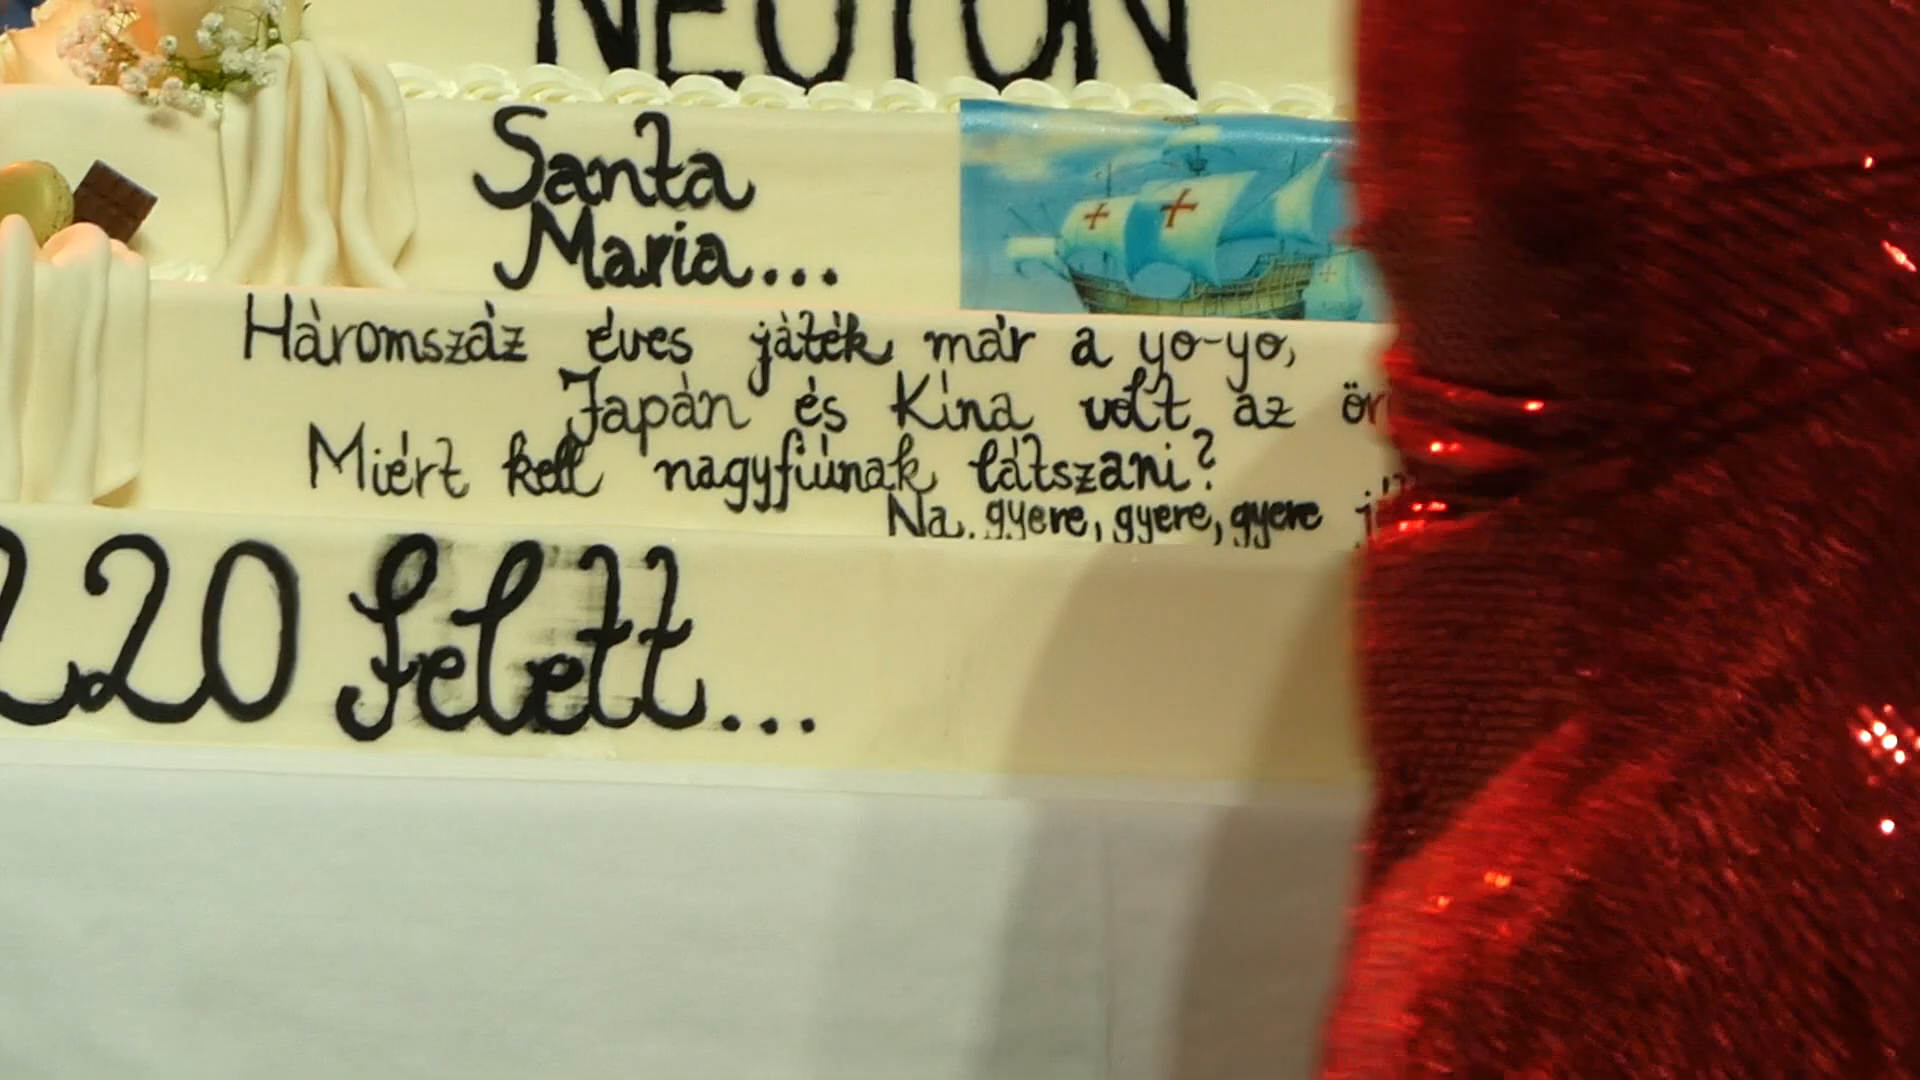 NEOTON
Santa
Maria...
Háromszáz éves játék már a yo-yo,
Japán és Kína volt az
Miért kell nagyfiúnak látszani?
Na, gyere, gyere, gyere
220 felett...